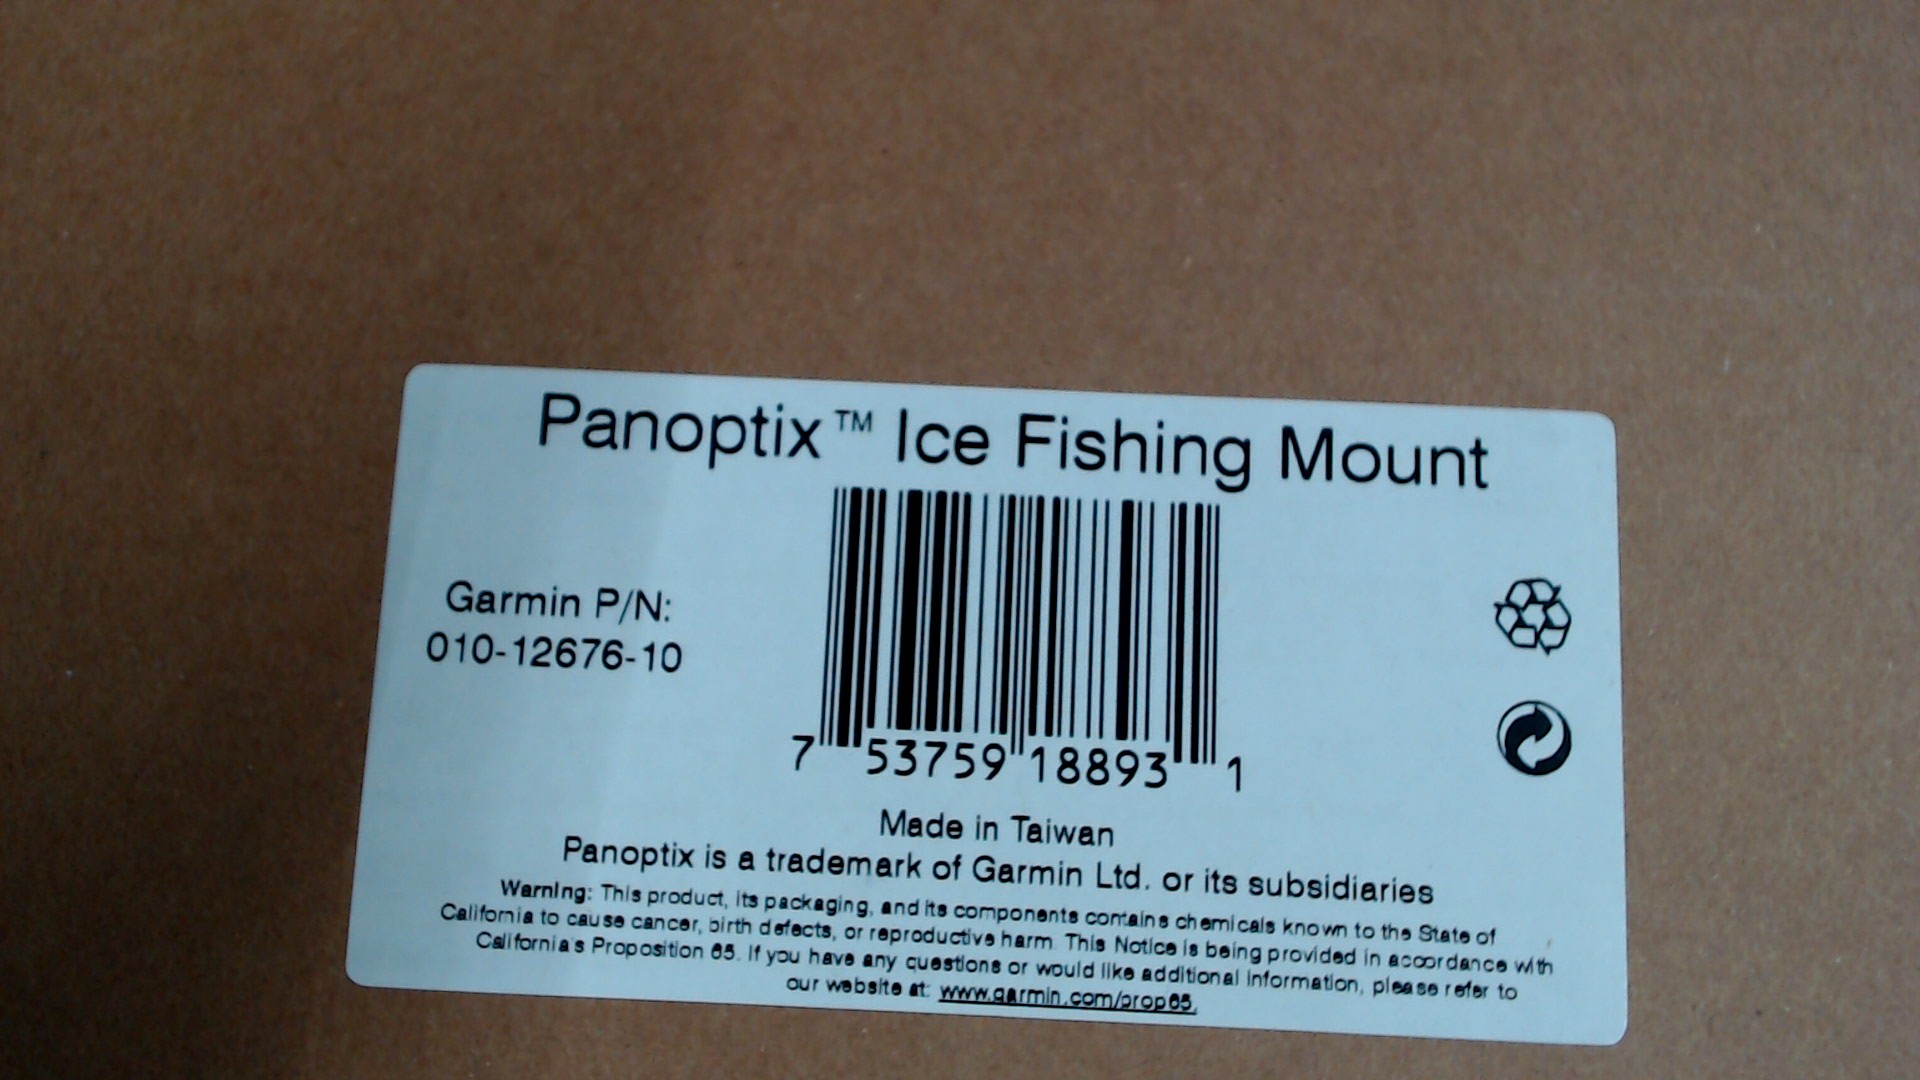 Panoptix™ Ice Fishing Mount
Garmin P/N:
010-12676-10
7 53759 18893 1
Made in Taiwan
Panoptix is a trademark of Garmin Ltd. or its subsidiaries
Warning: This product, its packaging, and its components contains chemicals known to the State of
California to cause cancer, birth defects, or reproductive harm. This Notice is being provided in accordance with
California's Proposition 65. If you have any questions or would like additional information, please refer to
our website at: www.garmin.com/prop65.